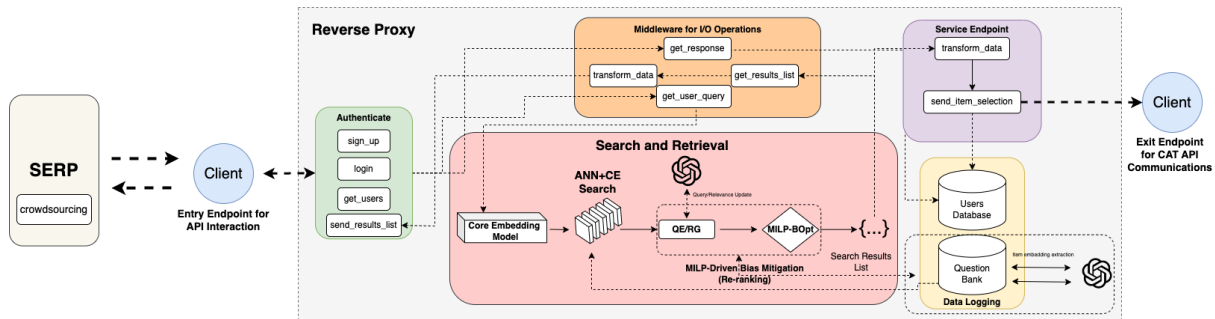 Reverse Proxy
Middleware for I/O Operations
get_response
transform_data
get_results_list
get_user_query
Service Endpoint
transform_data
send_item_selection
SERP
crowdsourcing
Client
Entry Endpoint for
API Interaction
Authenticate
sign_up
login
get_users
send_results_list
Search and Retrieval
ANN+CE
Search
Query/Relevance Update
Core Embedding
Model
QE/RG
MILP-BOpt
{...}
Search Results
List
MILP-Driven Bias Mitigation
(Re-ranking)
Users
Database
Question
Bank
Item embedding extraction
Data Logging
Client
Exit Endpoint
for CAT API
Communications